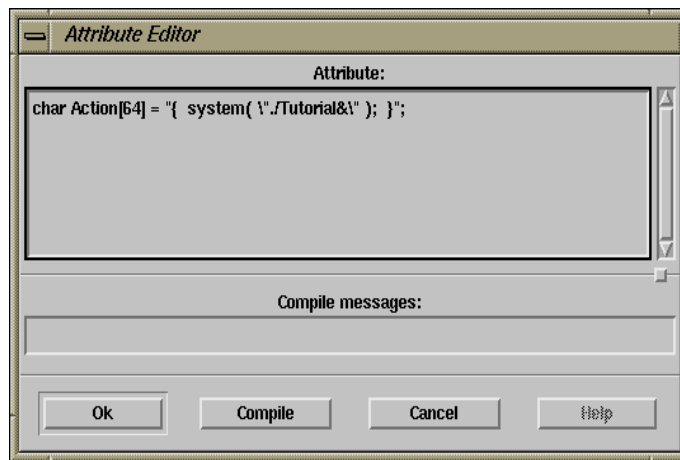 Attribute Editor
Attribute:
char Action[64] = "{  system( \"./Tutorial&\" );  }";
Compile messages:
Ok Compile Cancel Help